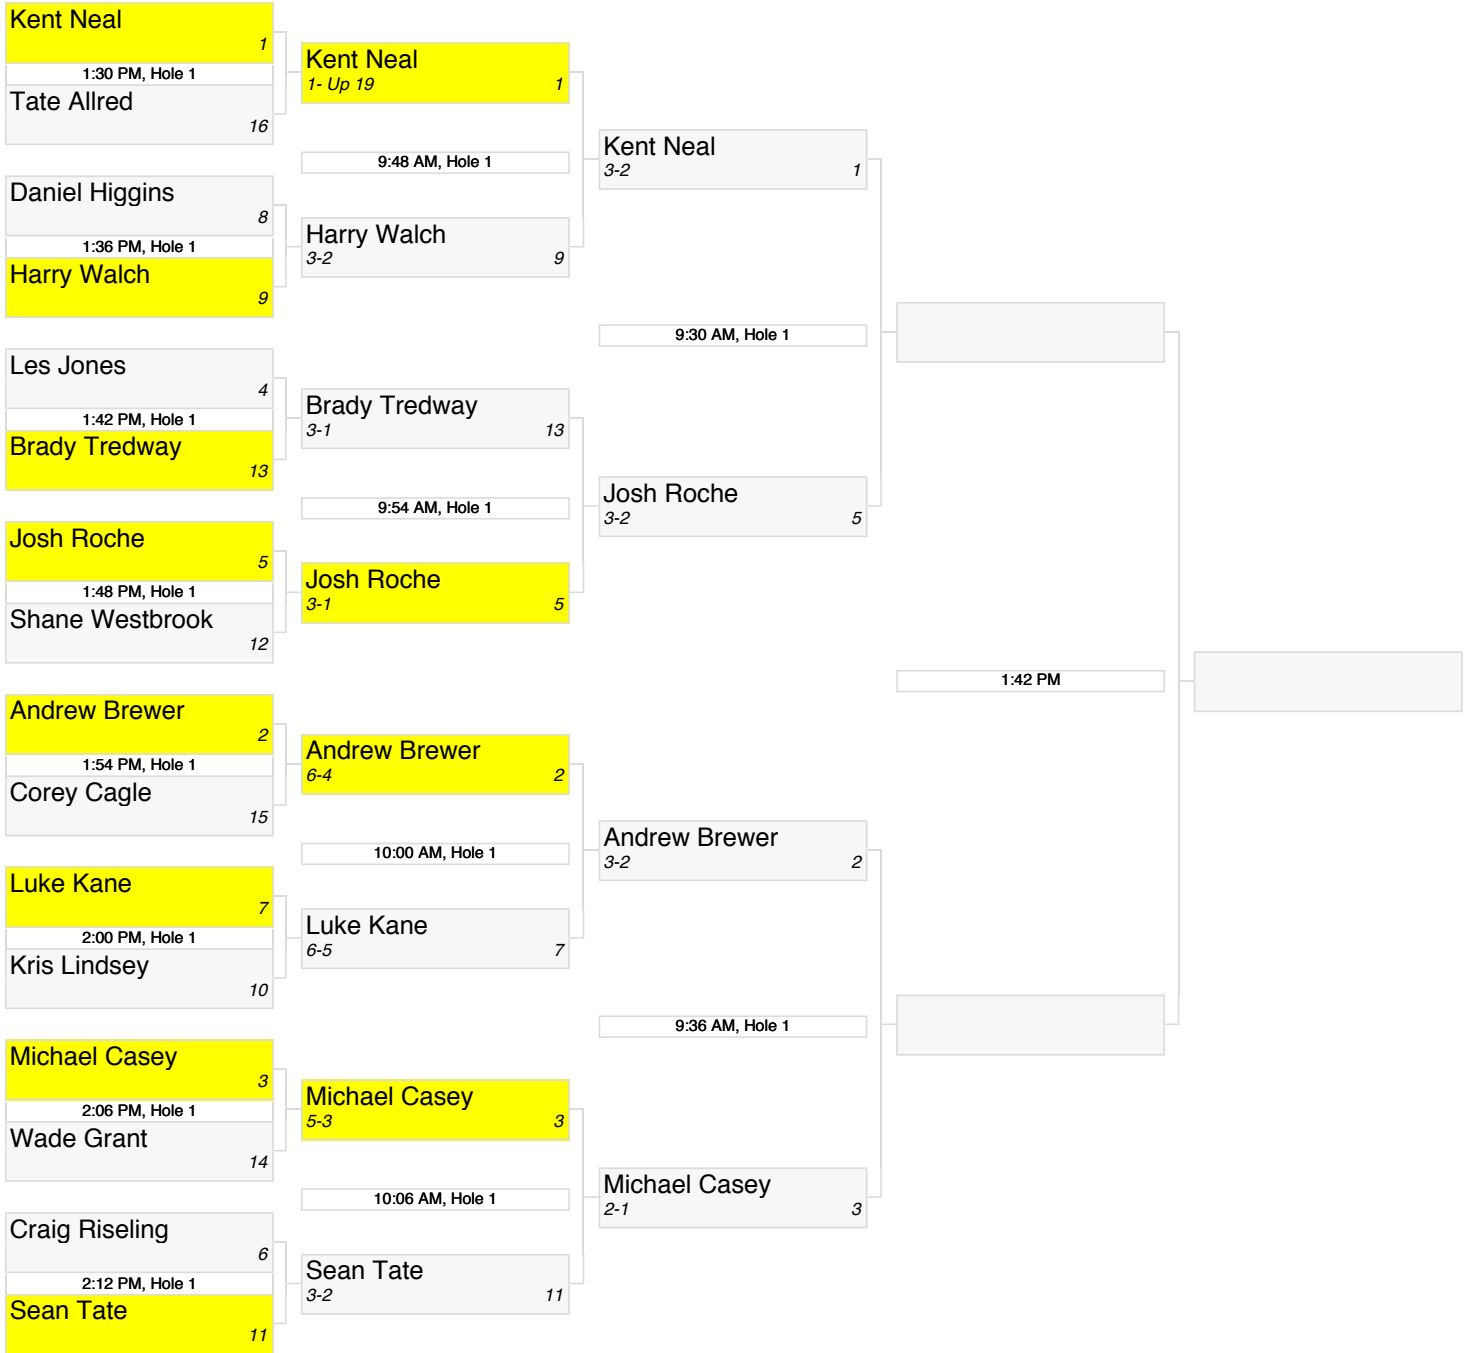 Kent Neal
1
1:30 PM, Hole 1
Tate Allred
16
Daniel Higgins
8
1:36 PM, Hole 1
Harry Walch
9
Les Jones
4
1:42 PM, Hole 1
Brady Tredway
13
Josh Roche
5
1:48 PM, Hole 1
Shane Westbrook
12
Andrew Brewer
2
1:54 PM, Hole 1
Corey Cagle
15
Luke Kane
7
2:00 PM, Hole 1
Kris Lindsey
10
Michael Casey
3
2:06 PM, Hole 1
Wade Grant
14
Craig Riseling
6
2:12 PM, Hole 1
Sean Tate
11
Kent Neal
1- Up 19 1
9:48 AM, Hole 1
Harry Walch
3-2 9
Brady Tredway
3-1 13
9:54 AM, Hole 1
Josh Roche
3-1 5
Andrew Brewer
6-4 2
10:00 AM, Hole 1
Luke Kane
6-5 7
Michael Casey
5-3 3
10:06 AM, Hole 1
Sean Tate
3-2 11
Kent Neal
3-2 1
9:30 AM, Hole 1
Josh Roche
3-2 5
Andrew Brewer
3-2 2
9:36 AM, Hole 1
Michael Casey
2-1 3
1:42 PM